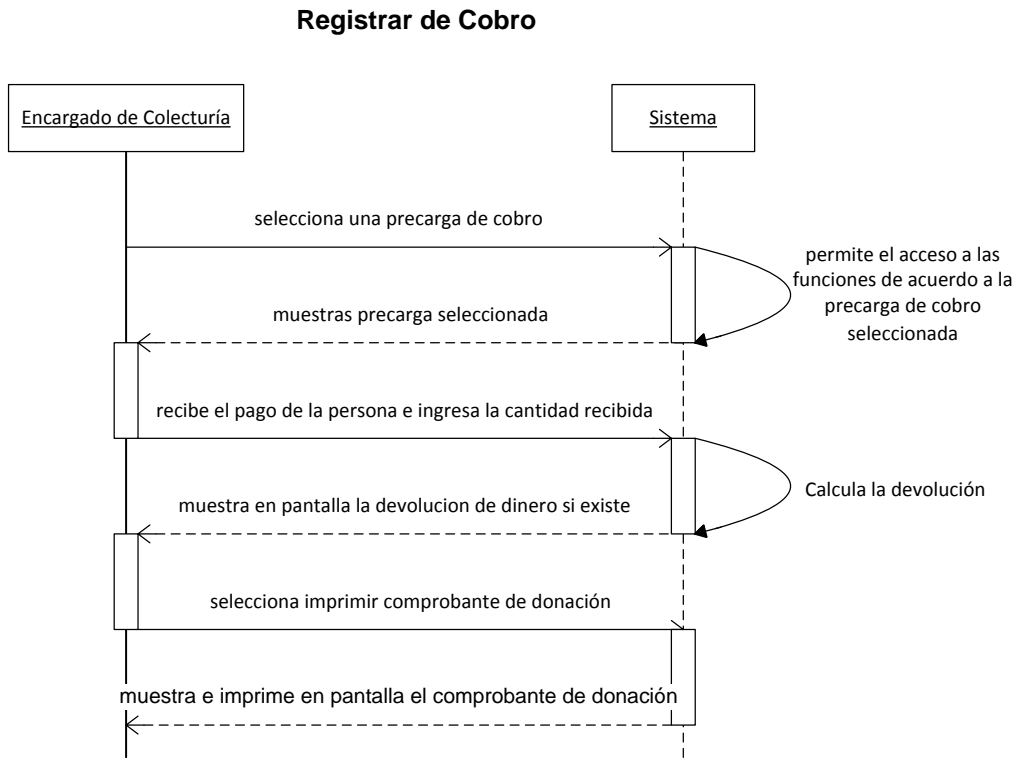 Registrar de Cobro
Encargado de Colecturía
Sistema
selecciona una precarga de cobro
permite el acceso a las
funciones de acuerdo a la
precarga de cobro
seleccionada
muestras precarga seleccionada
recibe el pago de la persona e ingresa la cantidad recibida
Calcula la devolución
muestra en pantalla la devolucion de dinero si existe
selecciona imprimir comprobante de donación
muestra e imprime en pantalla el comprobante de donación